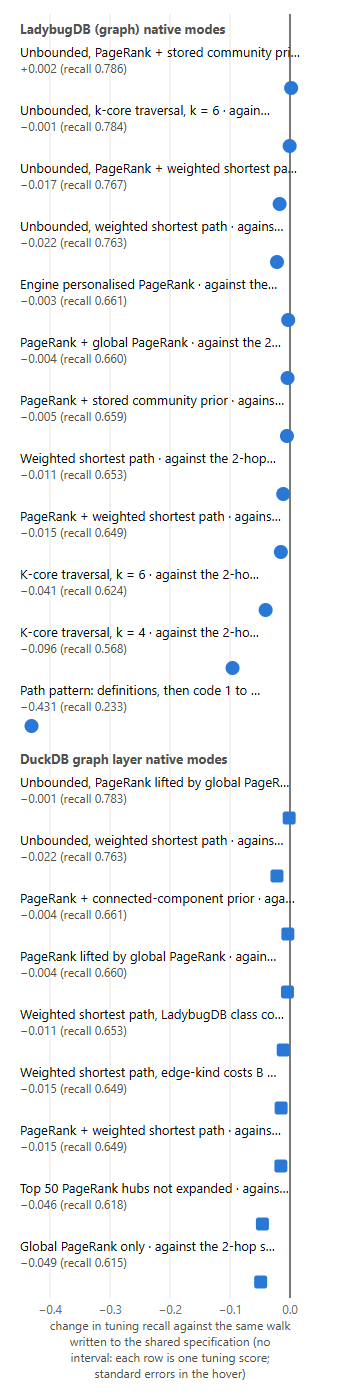 LadybugDB (graph) native modes
Unbounded, PageRank + stored community pri…
+0.002 (recall 0.786)
Unbounded, k-core traversal, k = 6 · again…
−0.001 (recall 0.784)
Unbounded, PageRank + weighted shortest pa…
−0.017 (recall 0.767)
Unbounded, weighted shortest path · agains…
−0.022 (recall 0.763)
Engine personalised PageRank · against the…
−0.003 (recall 0.661)
PageRank + global PageRank · against the 2…
−0.004 (recall 0.660)
PageRank + stored community prior · agains…
−0.005 (recall 0.659)
Weighted shortest path · against the 2-hop…
−0.011 (recall 0.653)
PageRank + weighted shortest path · agains…
−0.015 (recall 0.649)
K-core traversal, k = 6 · against the 2-ho…
−0.041 (recall 0.624)
K-core traversal, k = 4 · against the 2-ho…
−0.096 (recall 0.568)
Path pattern: definitions, then code 1 to …
−0.431 (recall 0.233)
DuckDB graph layer native modes
Unbounded, PageRank lifted by global PageR…
−0.001 (recall 0.783)
Unbounded, weighted shortest path · agains…
−0.022 (recall 0.763)
PageRank + connected-component prior · aga…
−0.004 (recall 0.661)
PageRank lifted by global PageRank · again…
−0.004 (recall 0.660)
Weighted shortest path, LadybugDB class co…
−0.011 (recall 0.653)
Weighted shortest path, edge-kind costs B …
−0.015 (recall 0.649)
PageRank + weighted shortest path · agains…
−0.015 (recall 0.649)
Top 50 PageRank hubs not expanded · agains…
−0.046 (recall 0.618)
Global PageRank only · against the 2-hop s…
−0.049 (recall 0.615)
−0.4 −0.3 −0.2 −0.1 0.0
change in tuning recall against the same walk
written to the shared specification (no
interval: each row is one tuning score;
standard errors in the hover)